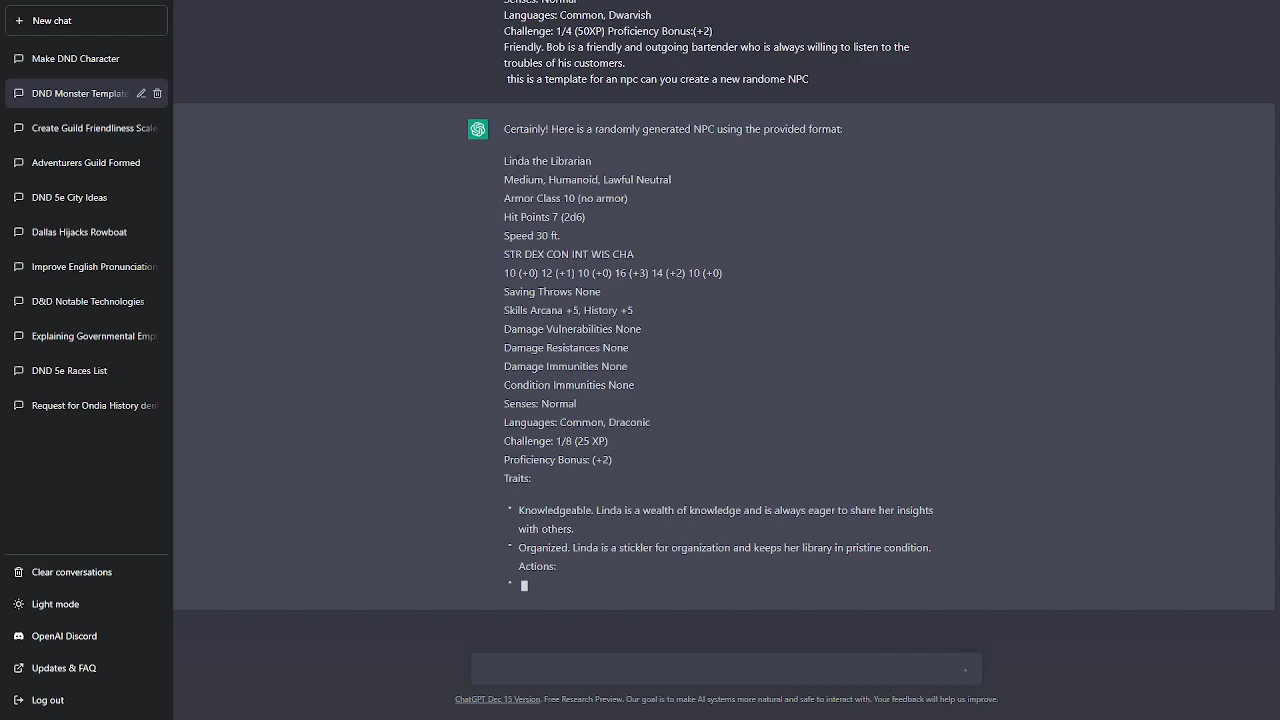 New chat
Make DND Character
DND Monster Template
Create Guild Friendliness Scale
Adventurers Guild Formed
DND 5e City Ideas
Dallas Hijacks Rowboat
Improve English Pronunciation
D&D Notable Technologies
Explaining Governmental Emp
DND 5e Races List
Request for Ondia History den
Clear conversations
Light mode
OpenAI Discord
Updates & FAQ
Log out
Senses: Normal
Languages: Common, Dwarvish
Challenge: 1/4 (50XP) Proficiency Bonus:(+2)
Friendly. Bob is a friendly and outgoing bartender who is always willing to listen to the
troubles of his customers.
this is a template for an npc can you create a new randome NPC
Certainly! Here is a randomly generated NPC using the provided format:
Linda the Librarian
Medium, Humanoid, Lawful Neutral
Armor Class 10 (no armor)
Hit Points 7 (2d6)
Speed 30 ft.
STR DEX CON INT WIS CHA
10 (+0) 12 (+1) 10 (+0) 16 (+3) 14 (+2) 10 (+0)
Saving Throws None
Skills Arcana +5, History +5
Damage Vulnerabilities None
Damage Resistances None
Damage Immunities None
Condition Immunities None
Senses: Normal
Languages: Common, Draconic
Challenge: 1/8 (25 XP)
Proficiency Bonus: (+2)
Traits:
• Knowledgeable. Linda is a wealth of knowledge and is always eager to share her insights
with others.
• Organized. Linda is a stickler for organization and keeps her library in pristine condition.
Actions:
•
ChatGPT Dec 15 Version. Free Research Preview. Our goal is to make AI systems more natural and safe to interact with. Your feedback will help us improve.